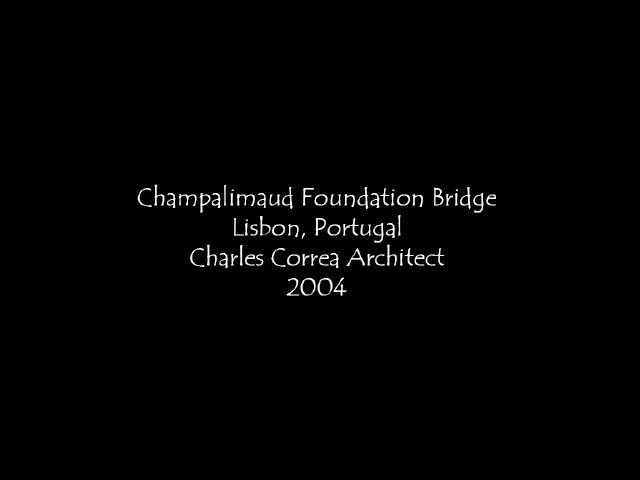 Champalimaud Foundation Bridge
Lisbon, Portugal
Charles Correa Architect
2004